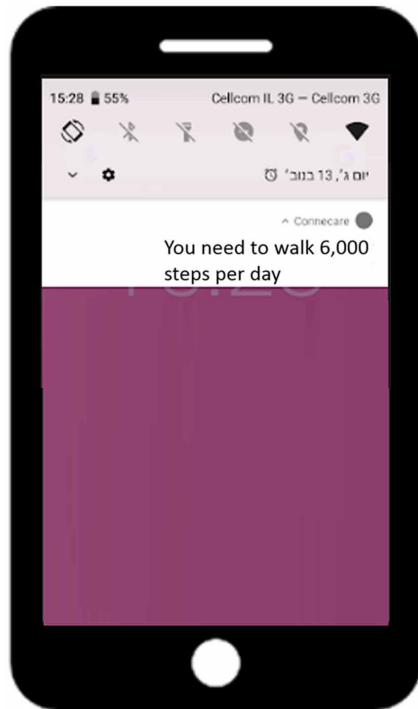 15:28 55% Cellcom IL 3G — Cellcom 3G
יום ג׳, 13 בנוב׳
Connecare
You need to walk 6,000
steps per day